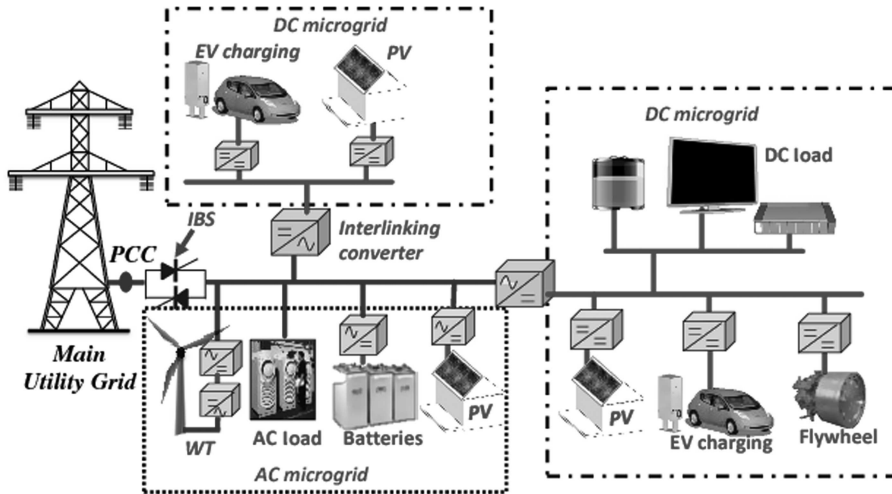 DC microgrid
EV charging
PV
DC microgrid
DC load
IBS
Interlinking
converter
PCC
Main
Utility Grid
WT
AC load
Batteries
PV
AC microgrid
PV
EV charging
Flywheel